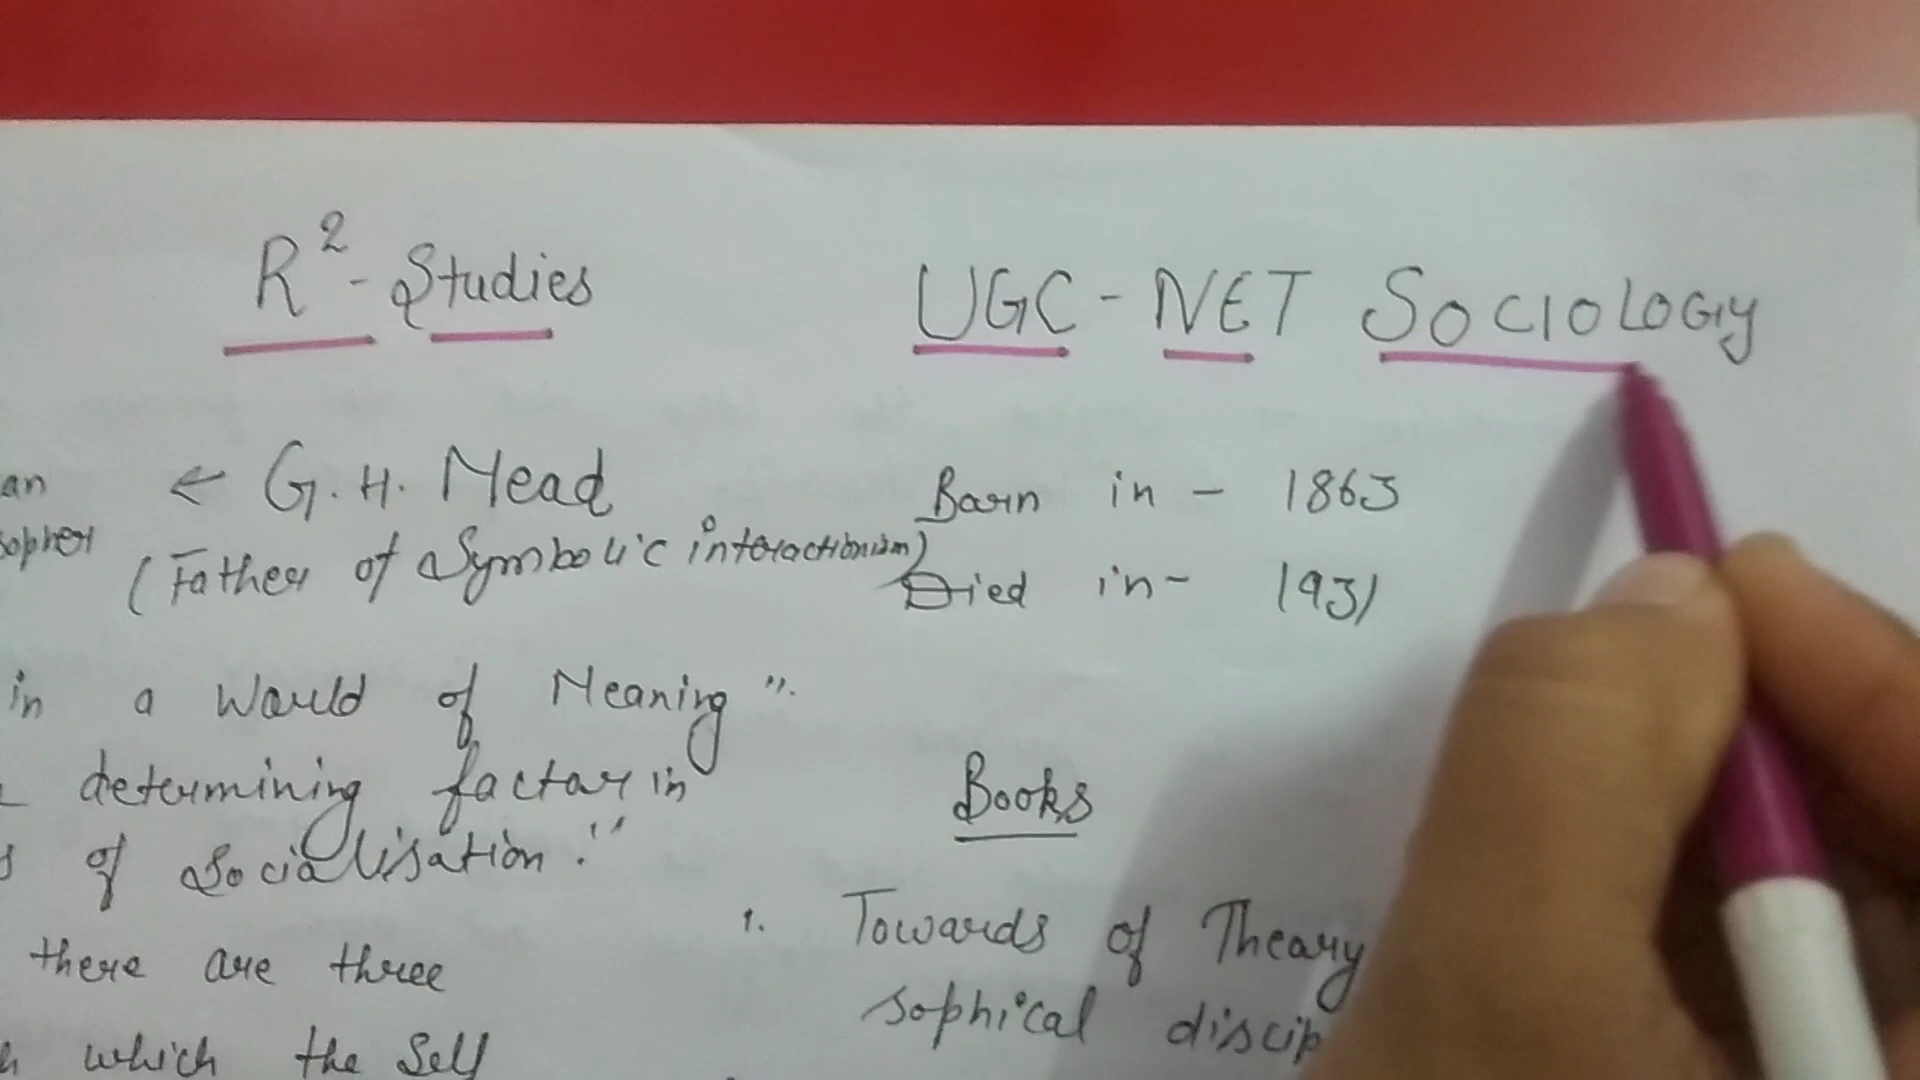 R²-Studies
UGC-NET SOCIOLOGY
an ← G.H. Mead
sopher (Father of Symbolic interactionism)
Born in - 1863
Died in - 1931
in a World of Meaning".
determining factor in
of Socialisation."
there are three
which the Self
Books
1. Towards of Theory
sophical discip